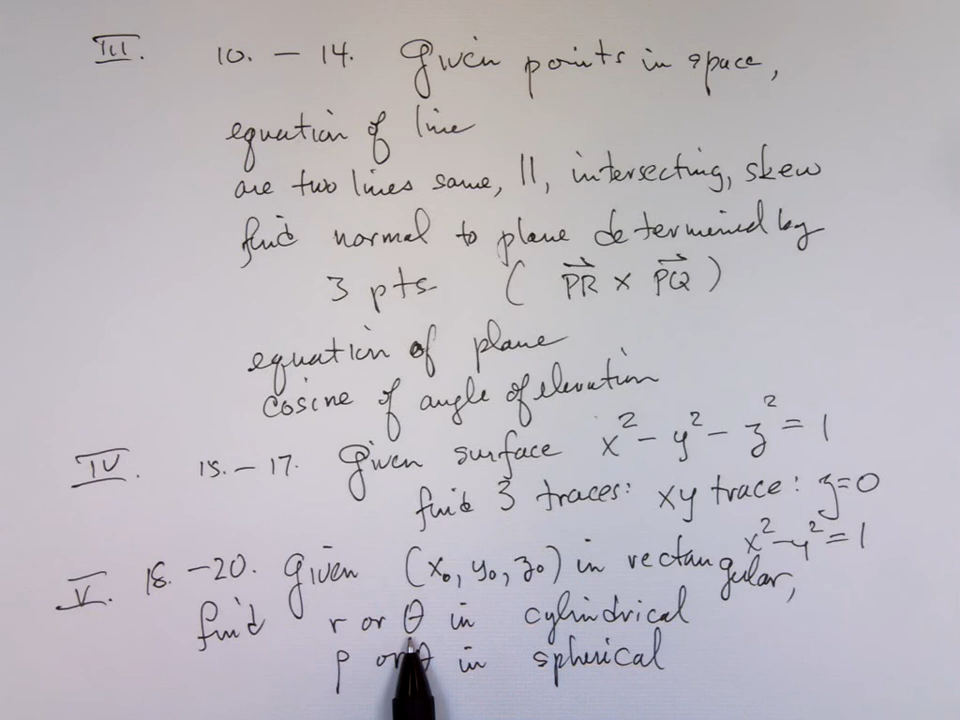 III. 10. – 14. Given points in space,
equation of line
are two lines same, ||, intersecting, skew
find normal to plane determined by
3 pts. ( PR⃗ × PQ⃗ )
equation of plane
cosine of angle of elevation
IV. 15. – 17. Given surface x² – y² – z² = 1
find 3 traces: xy trace: z=0
x² – y² = 1
V. 18. – 20. Given (x₀, y₀, z₀) in rectangular,
find r or θ in cylindrical
ρ or θ in spherical